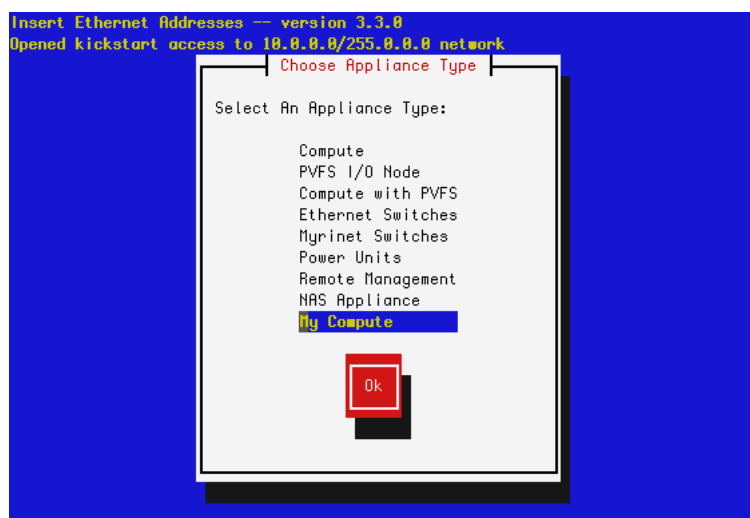 Insert Ethernet Addresses -- version 3.3.0
Opened kickstart access to 10.0.0.0/255.0.0.0 network
Choose Appliance Type
Select An Appliance Type:
Compute
PVFS I/O Node
Compute with PVFS
Ethernet Switches
Myrinet Switches
Power Units
Remote Management
NAS Appliance
My Compute
Ok